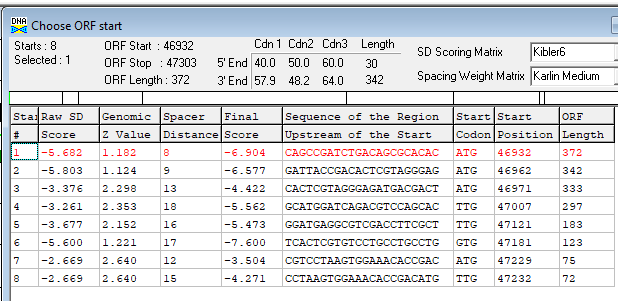 DNA Choose ORF start
Starts : 8 ORF Start : 46932 Cdn 1 Cdn2 Cdn3 Length SD Scoring Matrix Kibler6
Selected : 1 ORF Stop : 47303 5' End 40.0 50.0 60.0 30
ORF Length : 372 3' End 57.9 48.2 64.0 342 Spacing Weight Matrix Karlin Medium
Star Raw SD Genomic Spacer Final Sequence of the Region Start Start ORF
# Score Z Value Distance Score Upstream of the Start Codon Position Length
1 -5.682 1.182 8 -6.904 CAGCCGATCTGACAGCGCACAC ATG 46932 372
2 -5.803 1.124 9 -6.577 GATTACCGACACTCGTAGGGAG ATG 46962 342
3 -3.376 2.298 13 -4.422 CACTCGTAGGGAGATGACGACT ATG 46971 333
4 -3.261 2.353 18 -5.562 GCATGGATCAGACGTCCAGCAC TTG 47007 297
5 -3.677 2.152 16 -5.473 GGATGAGGCGTCGACCTTCGCT TTG 47121 183
6 -5.600 1.221 17 -7.600 TCACTCGTGTCCTGCCTGCCTG GTG 47181 123
7 -2.669 2.640 12 -3.504 CGTCCTAAGTGGAAACACCGAC ATG 47229 75
8 -2.669 2.640 15 -4.271 CCTAAGTGGAAACACCGACATG TTG 47232 72